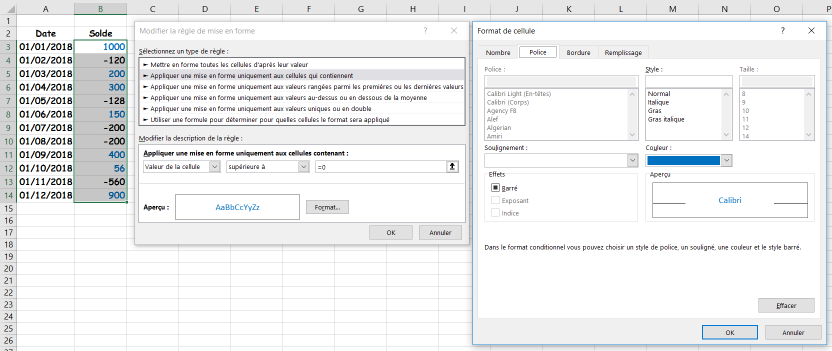 A B C D E F G H I J K L M N O P
1
2 Date Solde
3 01/01/2018 1000
4 01/02/2018 -120
5 01/03/2018 200
6 01/04/2018 300
7 01/05/2018 -128
8 01/06/2018 150
9 01/07/2018 -200
10 01/08/2018 -200
11 01/09/2018 400
12 01/10/2018 56
13 01/11/2018 -560
14 01/12/2018 900
15
16
17
18
19
20
21
22
23
24
25
26
Modifier la règle de mise en forme ?
Sélectionnez un type de règle :
► Mettre en forme toutes les cellules d'après leur valeur
► Appliquer une mise en forme uniquement aux cellules qui contiennent
► Appliquer une mise en forme uniquement aux valeurs rangées parmi les premières ou les dernières valeurs
► Appliquer une mise en forme uniquement aux valeurs au-dessus ou en dessous de la moyenne
► Appliquer une mise en forme uniquement aux valeurs uniques ou en double
► Utiliser une formule pour déterminer pour quelles cellules le format sera appliqué
Modifier la description de la règle :
Appliquer une mise en forme uniquement aux cellules contenant :
Valeur de la cellule supérieure à =0
Aperçu : AaBbCcYyZz Format...
OK Annuler
Format de cellule ?
Nombre Police Bordure Remplissage
Police : Style : Taille :
Calibri Light (En-têtes) Normal 8
Calibri (Corps) Italique 9
Agency FB Gras 10
Alef Gras italique 11
Algerian 12
Amiri 14
Soulignement : Couleur :
Effets Aperçu
Barré
Exposant
Indice
Calibri
Dans le format conditionnel vous pouvez choisir un style de police, un souligné, une couleur et le style barré.
Effacer
OK Annuler